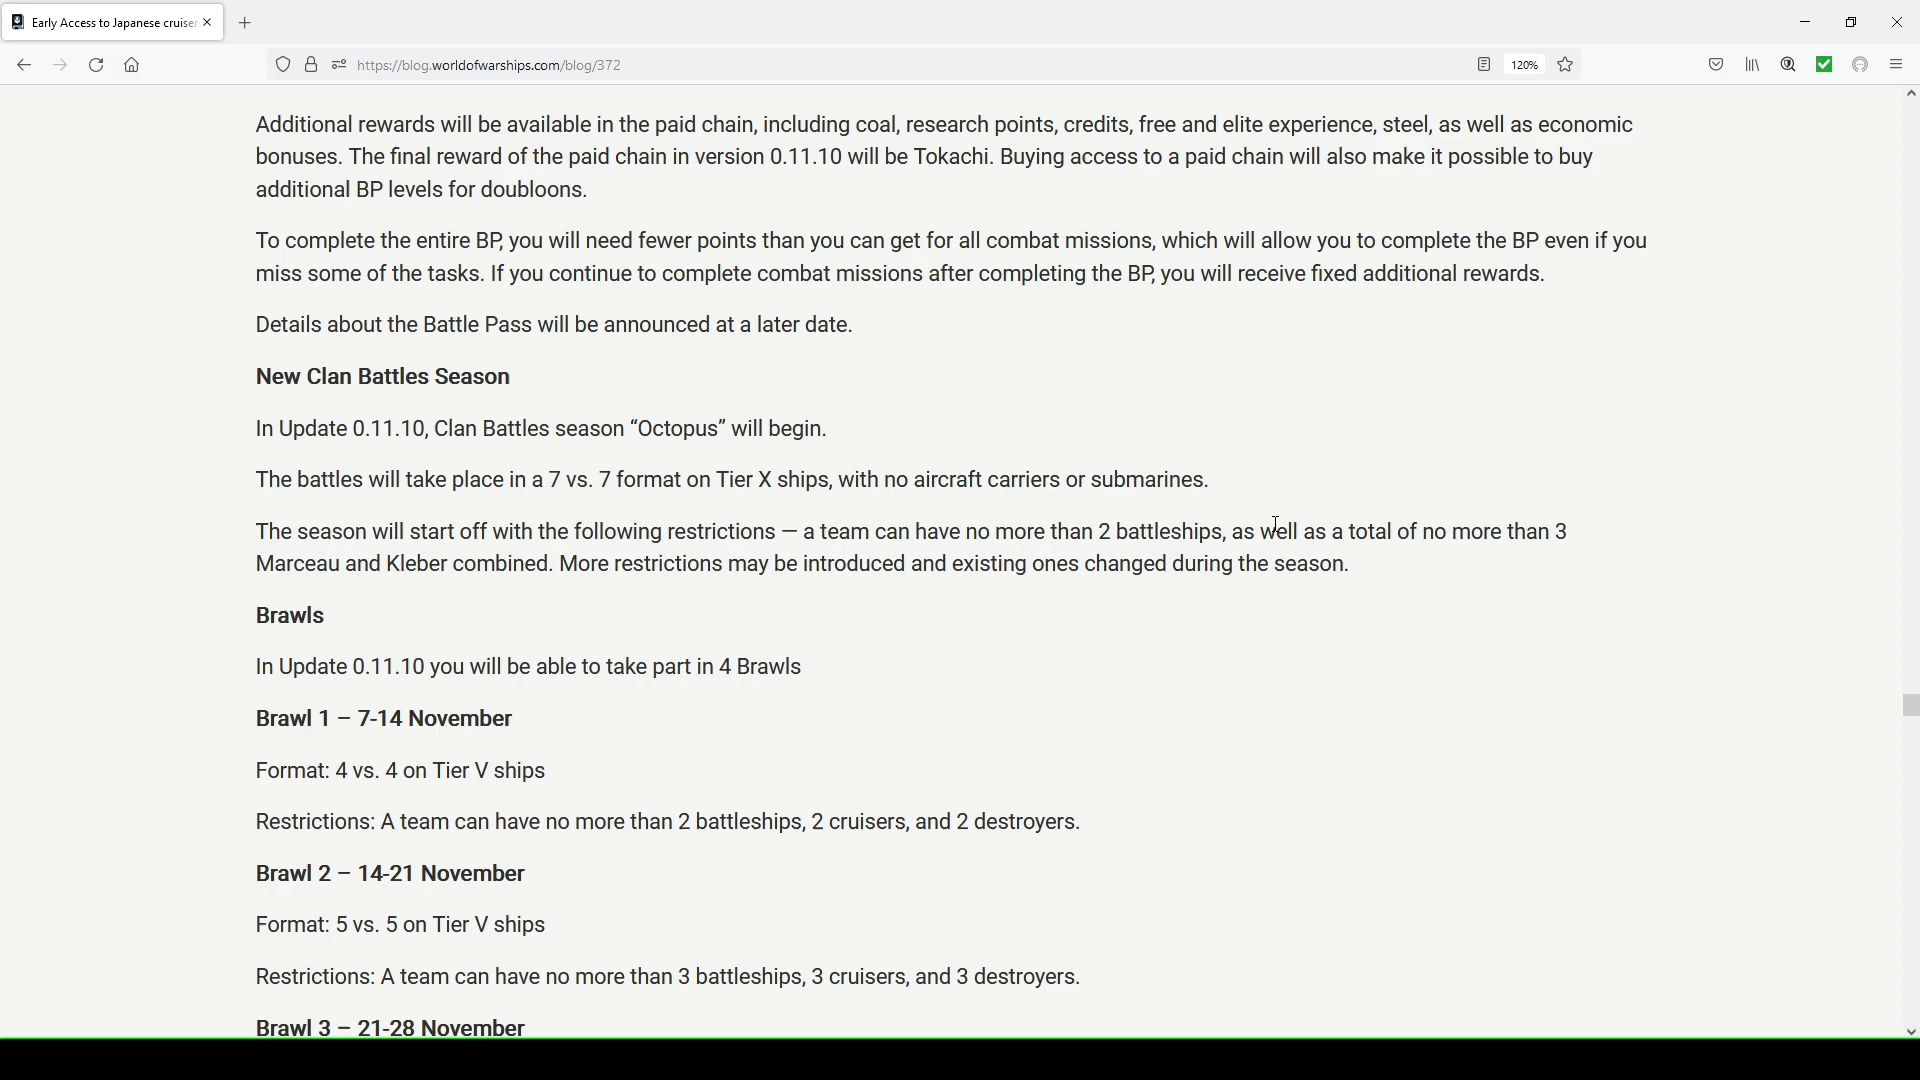 Early Access to Japanese cruiser
https://blog.worldofwarships.com/blog/372
120%
Additional rewards will be available in the paid chain, including coal, research points, credits, free and elite experience, steel, as well as economic
bonuses. The final reward of the paid chain in version 0.11.10 will be Tokachi. Buying access to a paid chain will also make it possible to buy
additional BP levels for doubloons.
To complete the entire BP, you will need fewer points than you can get for all combat missions, which will allow you to complete the BP even if you
miss some of the tasks. If you continue to complete combat missions after completing the BP, you will receive fixed additional rewards.
Details about the Battle Pass will be announced at a later date.
New Clan Battles Season
In Update 0.11.10, Clan Battles season “Octopus” will begin.
The battles will take place in a 7 vs. 7 format on Tier X ships, with no aircraft carriers or submarines.
The season will start off with the following restrictions — a team can have no more than 2 battleships, as well as a total of no more than 3
Marceau and Kleber combined. More restrictions may be introduced and existing ones changed during the season.
Brawls
In Update 0.11.10 you will be able to take part in 4 Brawls
Brawl 1 – 7-14 November
Format: 4 vs. 4 on Tier V ships
Restrictions: A team can have no more than 2 battleships, 2 cruisers, and 2 destroyers.
Brawl 2 – 14-21 November
Format: 5 vs. 5 on Tier V ships
Restrictions: A team can have no more than 3 battleships, 3 cruisers, and 3 destroyers.
Brawl 3 – 21-28 November